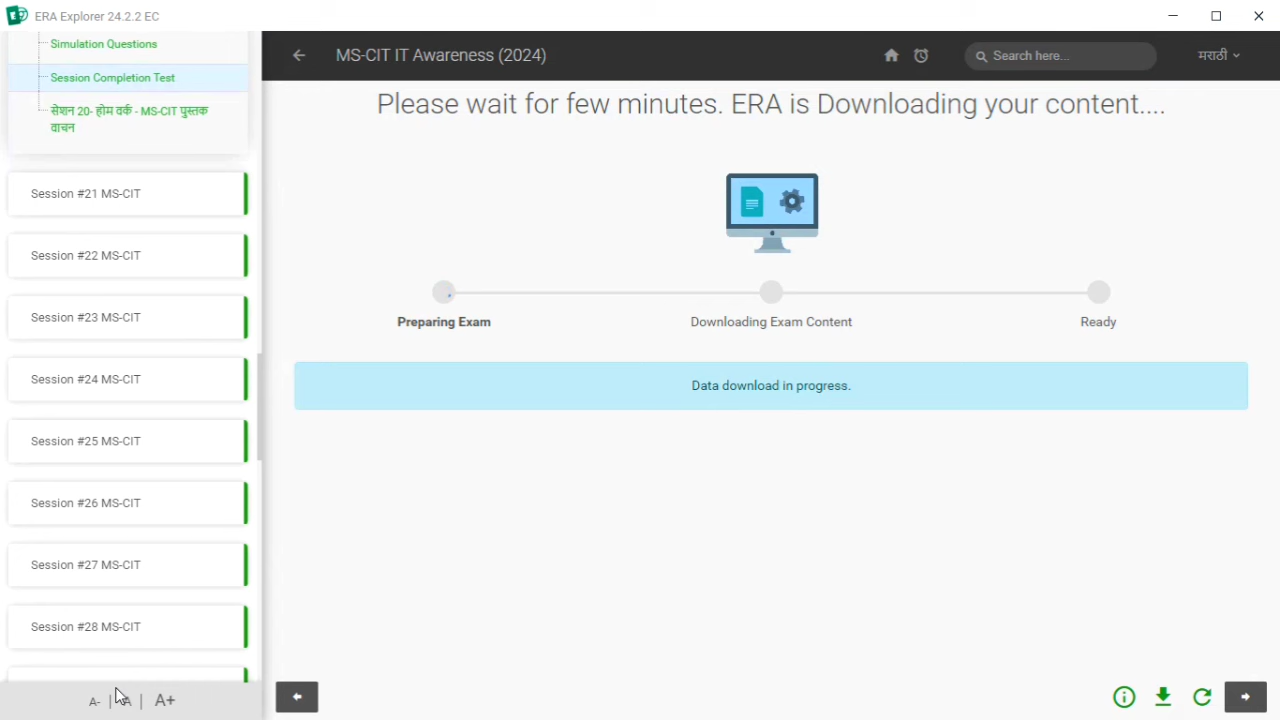 ERA Explorer 24.2.2 EC
Simulation Questions
Session Completion Test
सेशन 20- होम वर्क - MS-CIT पुस्तक
वाचन
Session #21 MS-CIT
Session #22 MS-CIT
Session #23 MS-CIT
Session #24 MS-CIT
Session #25 MS-CIT
Session #26 MS-CIT
Session #27 MS-CIT
Session #28 MS-CIT
A- | A | A+
MS-CIT IT Awareness (2024)
Search here...
मराठी
Please wait for few minutes. ERA is Downloading your content....
Preparing Exam
Downloading Exam Content
Ready
Data download in progress.